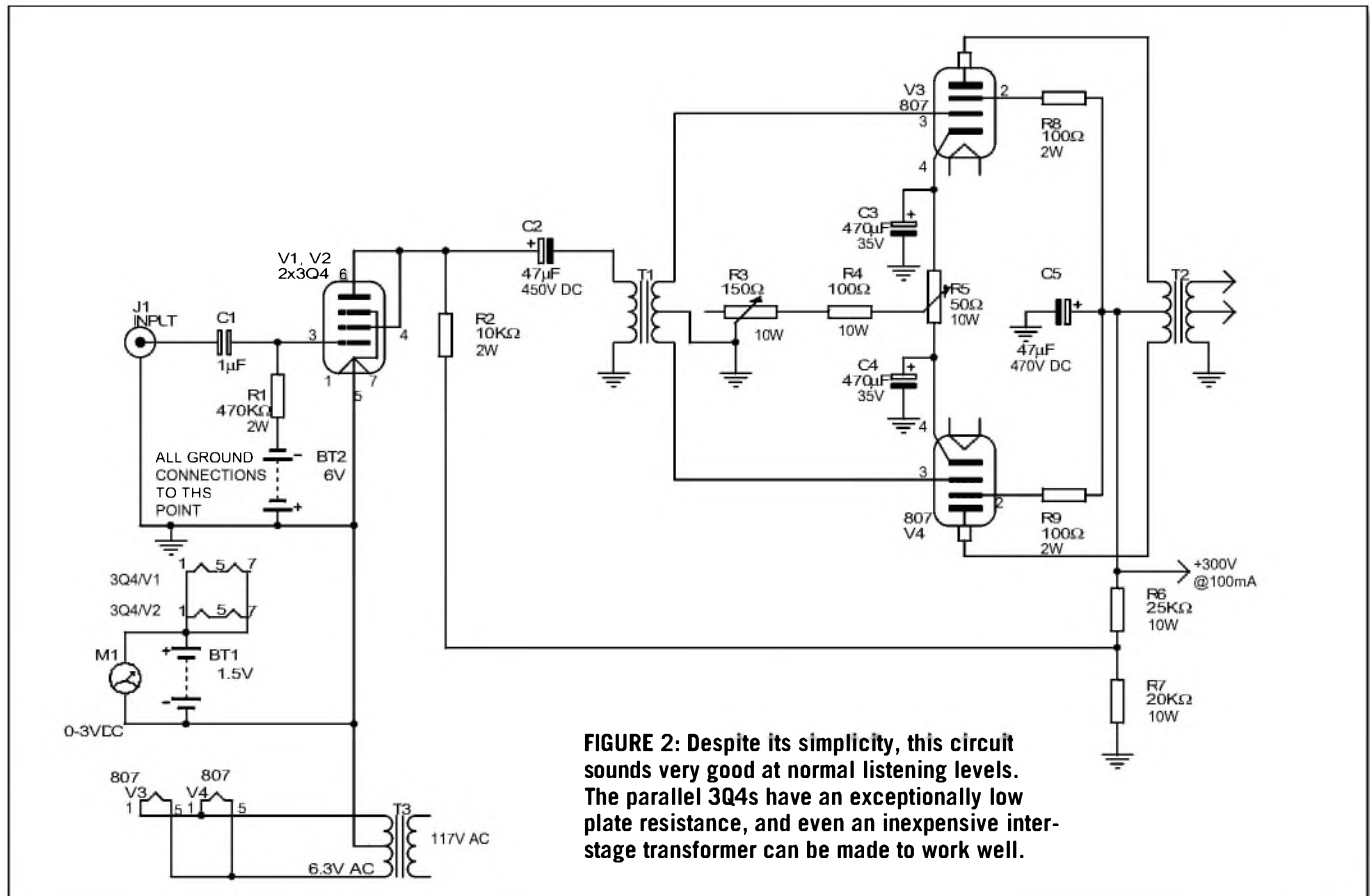 V3
807
3
2
4
R8
100Ω
2W
C3
470µF
35V
+
C2
+
47µF
450V DC
V1, V2
2x3Q4
6
3
4
1
7
5
J1
INPLT
C1
1µF
R1
470KΩ
2W
R2
10KΩ
2W
T1
R3
150Ω
10W
R4
100Ω
10W
R5
50Ω
10W
C5
+
47µF
470V DC
T2
C4
470µF
35V
+
4
3
2
807
V4
R9
100Ω
2W
ALL GROUND
CONNECTIONS
TO THS
POINT
-
BT2
6V
+
+300V
@100mA
R6
25KΩ
10W
R7
20KΩ
10W
3Q4/V1
1
5
7
3Q4/V2
1
5
7
M1
+
BT1
1.5V
-
0-3VDC
807
V3
1
5
807
V4
1
5
T3
117V AC
6.3V AC
FIGURE 2: Despite its simplicity, this circuit
sounds very good at normal listening levels.
The parallel 3Q4s have an exceptionally low
plate resistance, and even an inexpensive inter-
stage transformer can be made to work well.